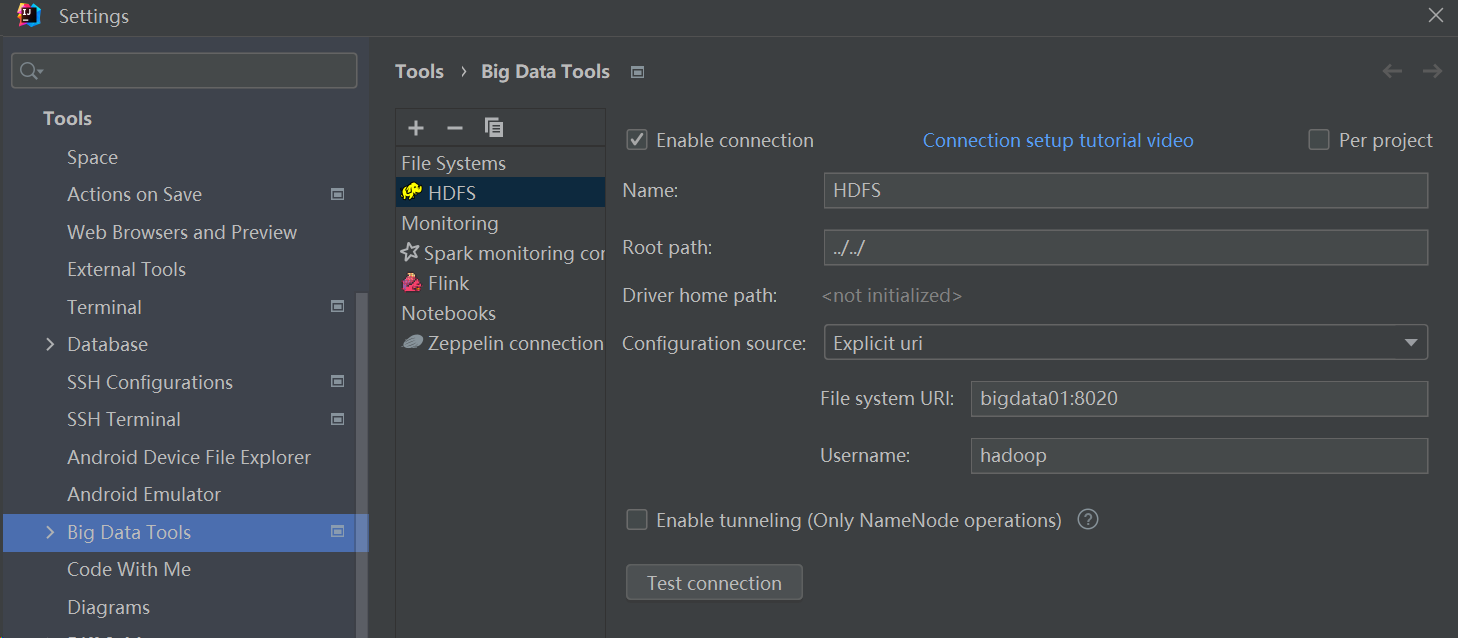 Settings
Tools
Space
Actions on Save
Web Browsers and Preview
External Tools
Terminal
Database
SSH Configurations
SSH Terminal
Android Device File Explorer
Android Emulator
Big Data Tools
Code With Me
Diagrams
Tools › Big Data Tools
File Systems
HDFS
Monitoring
Spark monitoring cor
Flink
Notebooks
Zeppelin connection
Enable connection Connection setup tutorial video Per project
Name: HDFS
Root path: ../../
Driver home path: <not initialized>
Configuration source: Explicit uri
File system URI: bigdata01:8020
Username: hadoop
Enable tunneling (Only NameNode operations) ?
Test connection